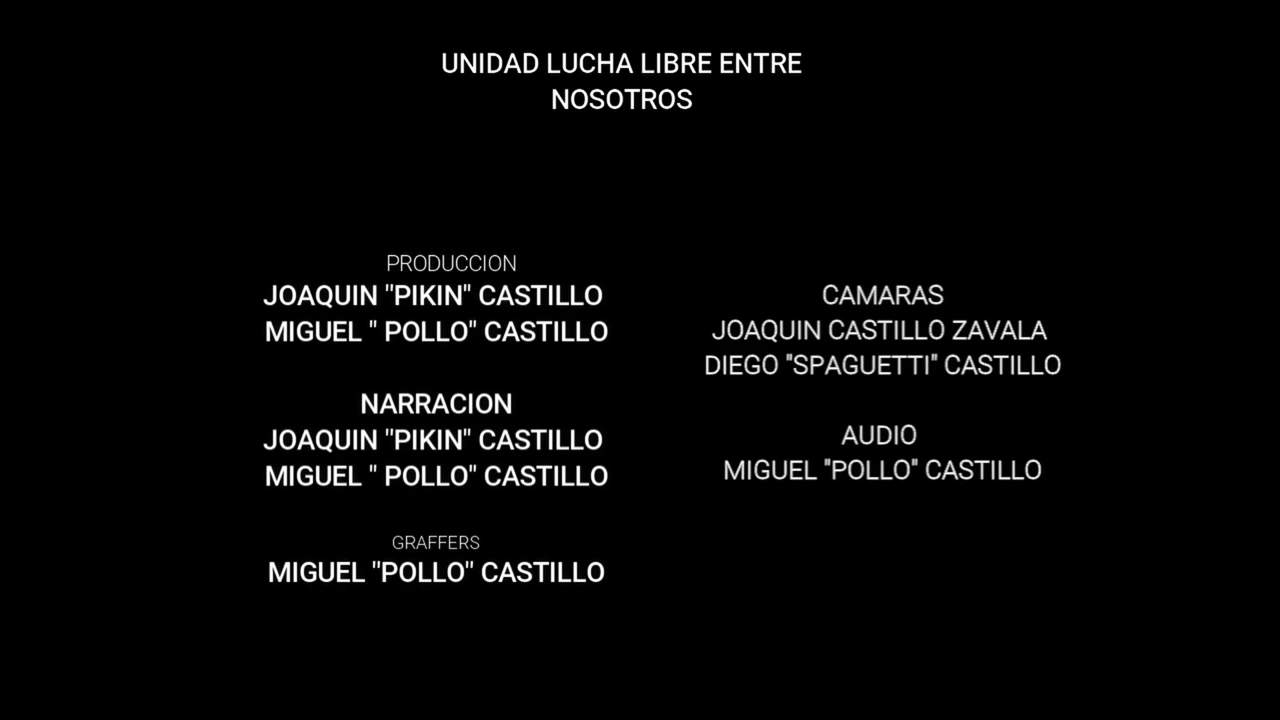 UNIDAD LUCHA LIBRE ENTRE
NOSOTROS
PRODUCCION
JOAQUIN "PIKIN" CASTILLO
MIGUEL " POLLO" CASTILLO
NARRACION
JOAQUIN "PIKIN" CASTILLO
MIGUEL " POLLO" CASTILLO
GRAFFERS
MIGUEL "POLLO" CASTILLO
CAMARAS
JOAQUIN CASTILLO ZAVALA
DIEGO "SPAGUETTI" CASTILLO
AUDIO
MIGUEL "POLLO" CASTILLO